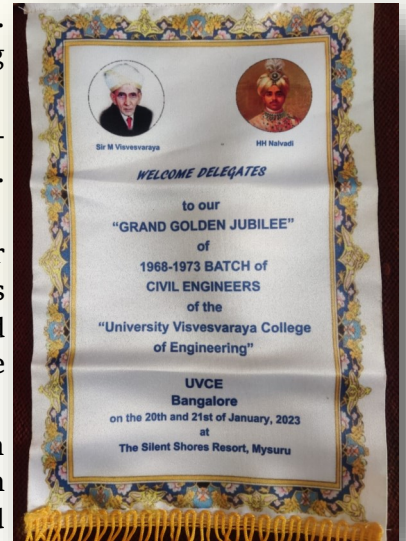 Sir M Visvesvaraya
HH Nalvadi
WELCOME DELEGATES
to our
“GRAND GOLDEN JUBILEE”
of
1968-1973 BATCH of
CIVIL ENGINEERS
of the
“University Visvesvaraya College
of Engineering”
UVCE
Bangalore
on the 20th and 21st of January, 2023
at
The Silent Shores Resort, Mysuru